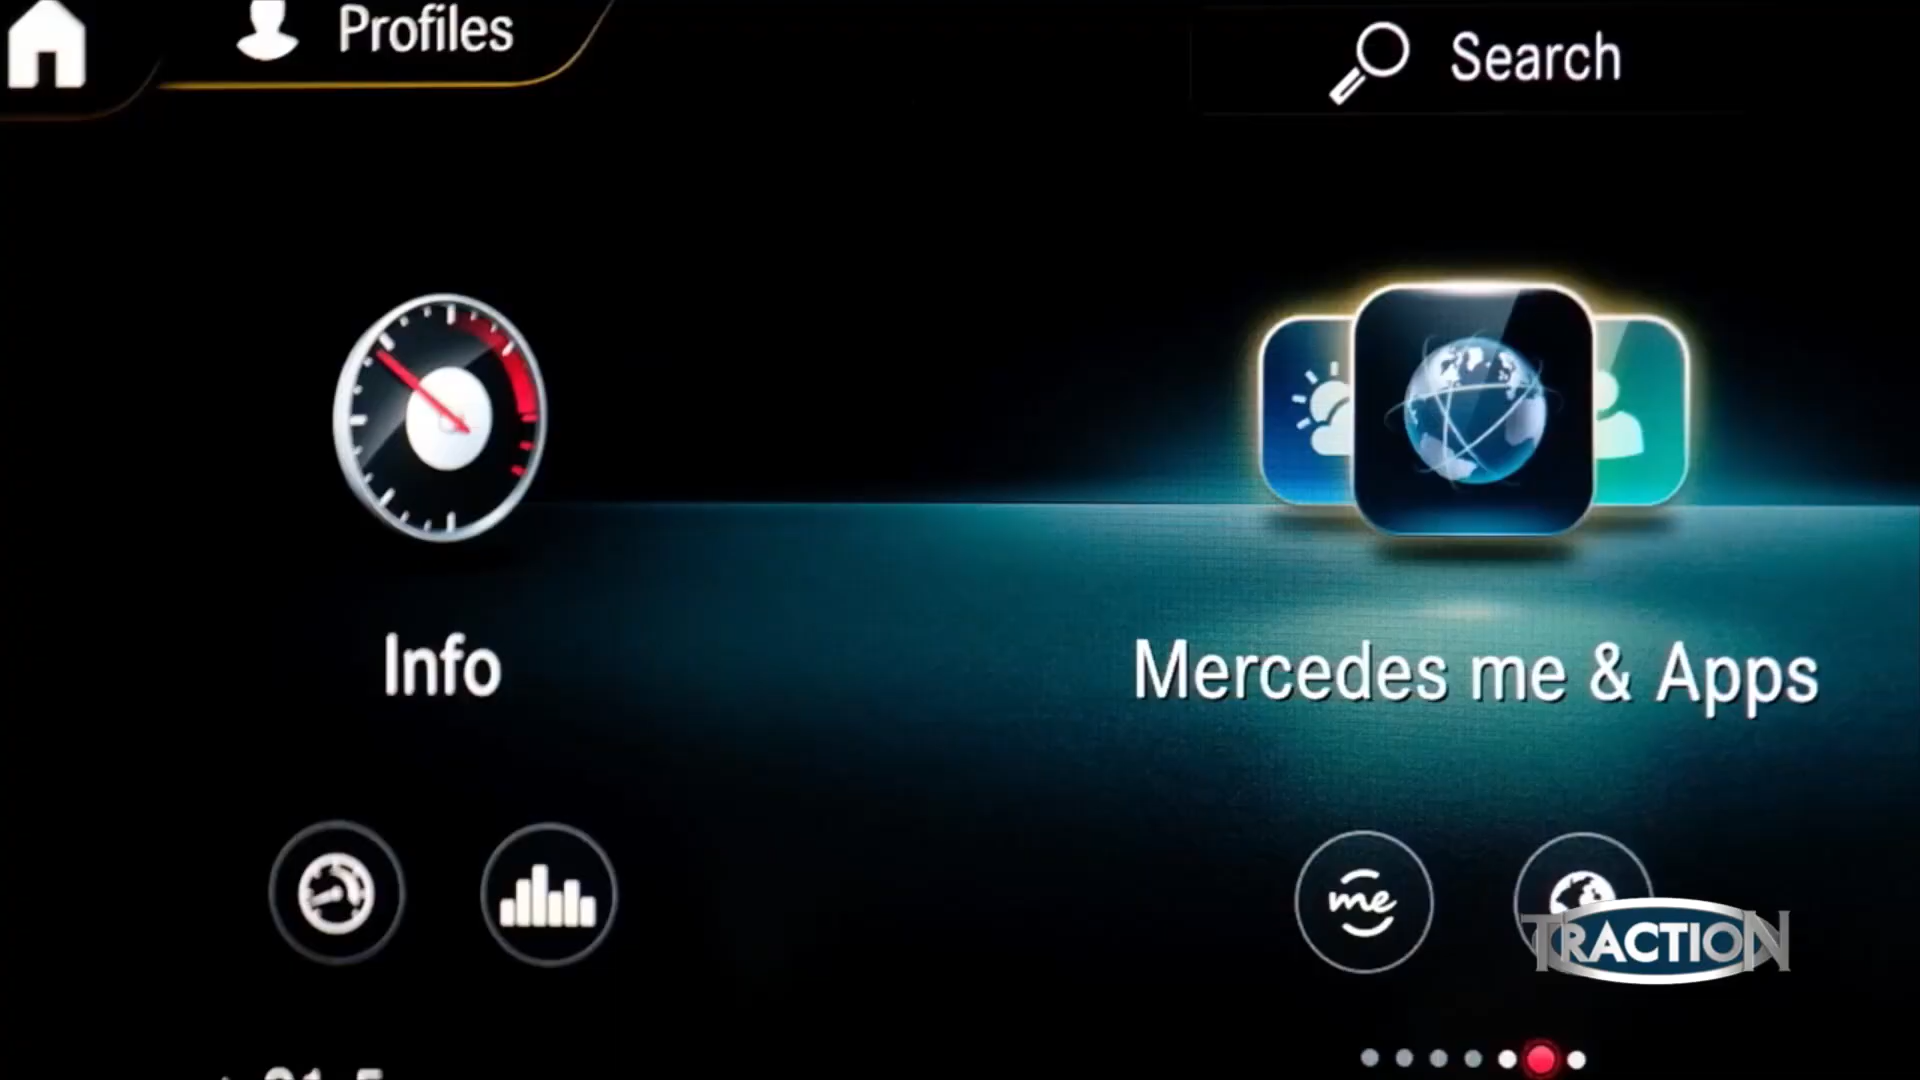 Profiles
Search
Info
Mercedes me & Apps
me
TRACTION